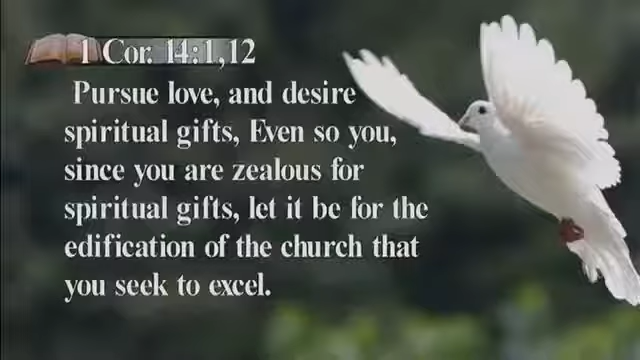 1 Cor. 14:1,12
Pursue love, and desire
spiritual gifts, Even so you,
since you are zealous for
spiritual gifts, let it be for the
edification of the church that
you seek to excel.